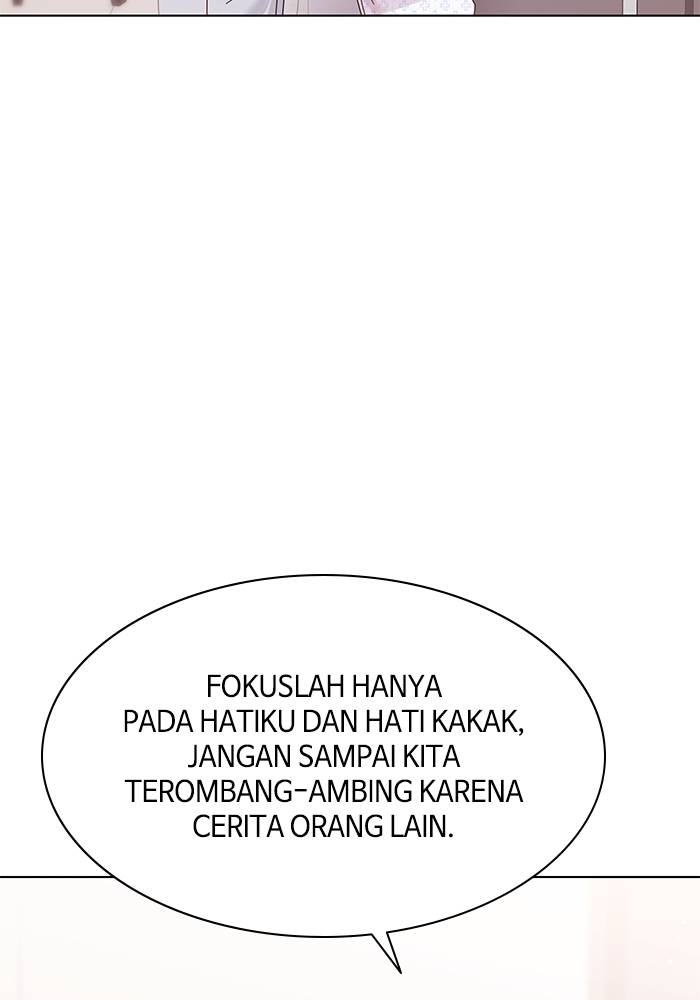 FOKUSLAH HANYA
PADA HATIKU DAN HATI KAKAK,
JANGAN SAMPAI KITA
TEROMBANG-AMBING KARENA
CERITA ORANG LAIN.